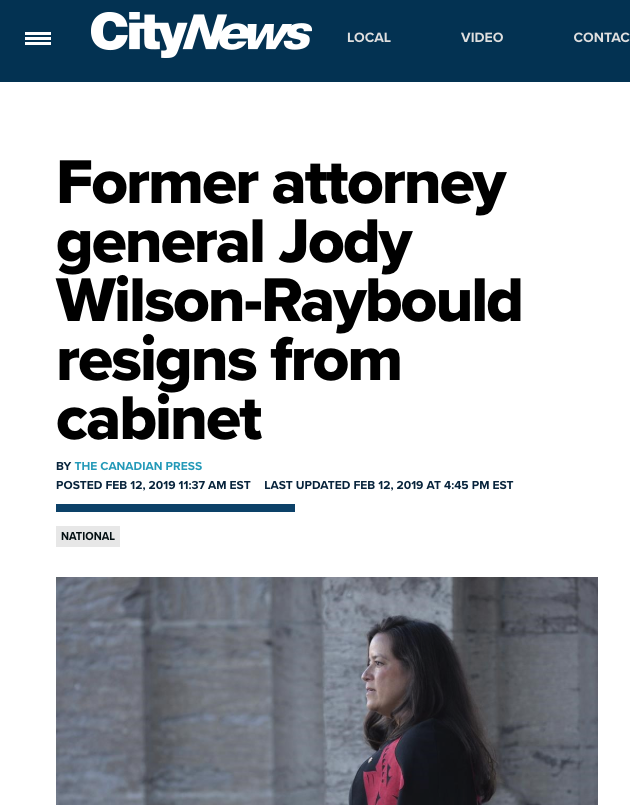 CityNews
LOCAL VIDEO CONTAC
Former attorney
general Jody
Wilson-Raybould
resigns from
cabinet
BY THE CANADIAN PRESS
POSTED FEB 12, 2019 11:37 AM EST LAST UPDATED FEB 12, 2019 AT 4:45 PM EST
NATIONAL